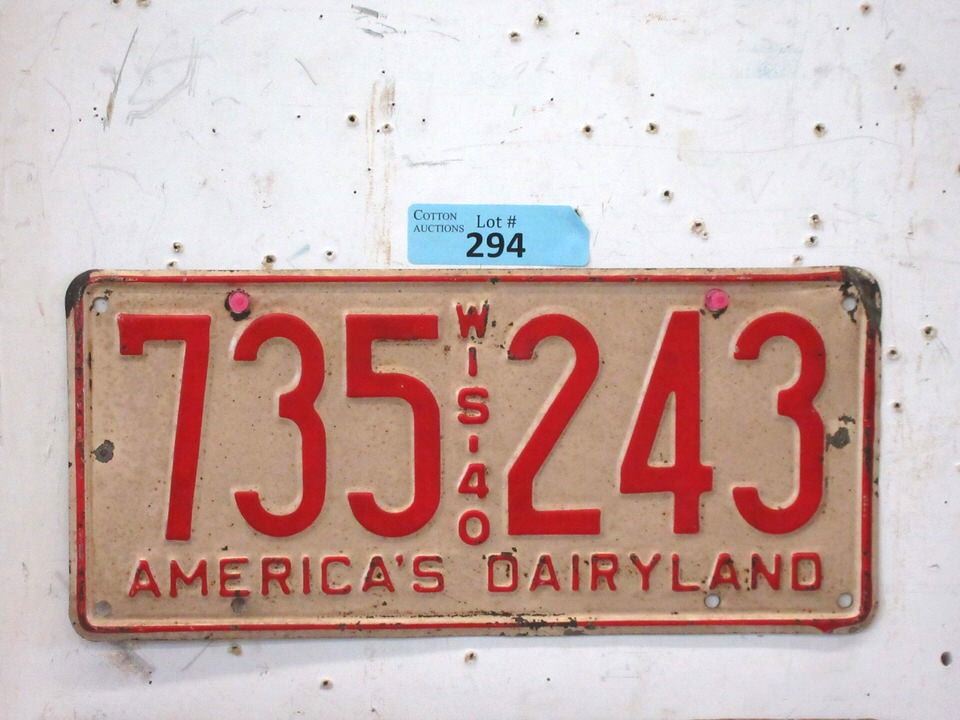 COTTON AUCTIONS Lot #
294
735 WIS-40 243
AMERICA'S DAIRYLAND